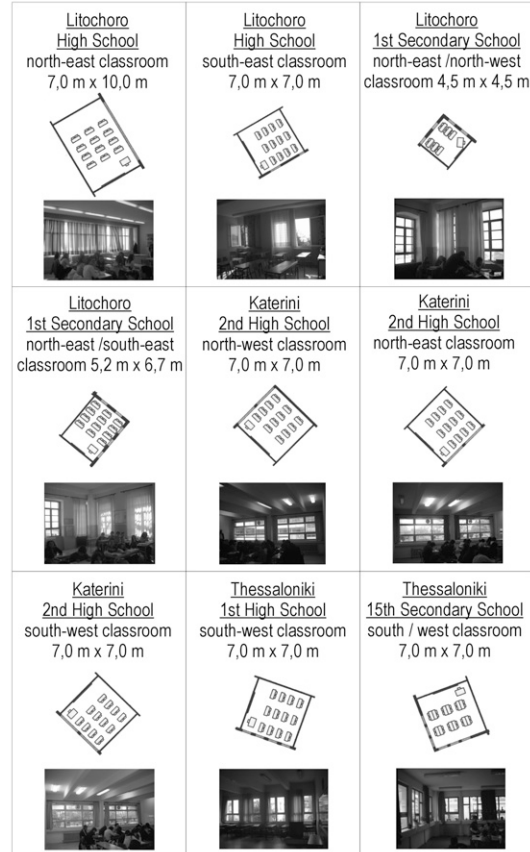 Litochoro
High School
north-east classroom
7,0 m x 10,0 m
Litochoro
High School
south-east classroom
7,0 m x 7,0 m
Litochoro
1st Secondary School
north-east /north-west
classroom 4,5 m x 4,5 m
Litochoro
1st Secondary School
north-east /south-east
classroom 5,2 m x 6,7 m
Katerini
2nd High School
north-west classroom
7,0 m x 7,0 m
Katerini
2nd High School
north-east classroom
7,0 m x 7,0 m
Katerini
2nd High School
south-west classroom
7,0 m x 7,0 m
Thessaloniki
1st High School
south-west classroom
7,0 m x 7,0 m
Thessaloniki
15th Secondary School
south / west classroom
7,0 m x 7,0 m